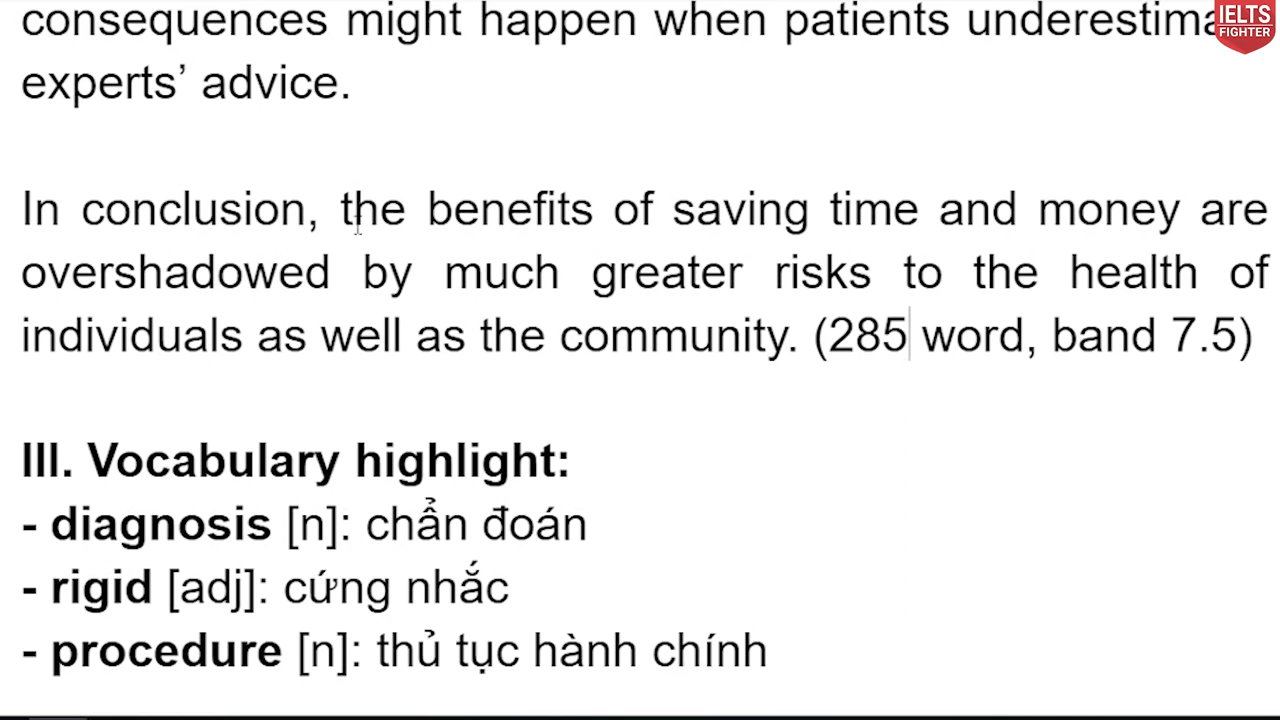 consequences might happen when patients
IELTS
FIGHTER
experts’ advice.
In conclusion, the benefits of saving time and money are
overshadowed by much greater risks to the health of
individuals as well as the community. (285 word, band 7.5)
III. Vocabulary highlight:
- diagnosis [n]: chẩn đoán
- rigid [adj]: cứng nhắc
- procedure [n]: thủ tục hành chính